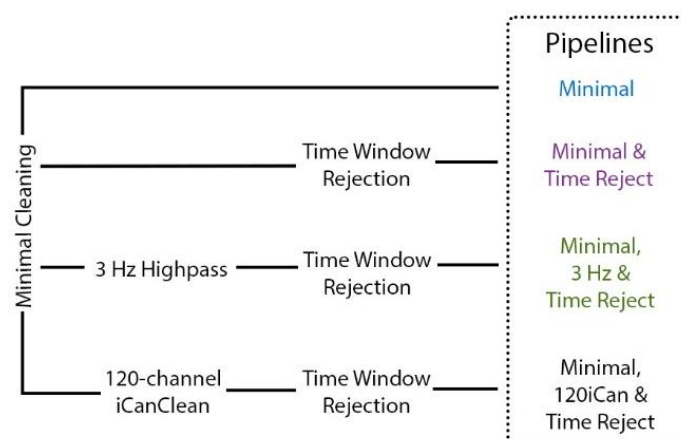 Pipelines
Minimal
Minimal Cleaning
Time Window
Rejection
Minimal &
Time Reject
3 Hz Highpass
Time Window
Rejection
Minimal,
3 Hz &
Time Reject
120-channel
iCanClean
Time Window
Rejection
Minimal,
120iCan &
Time Reject